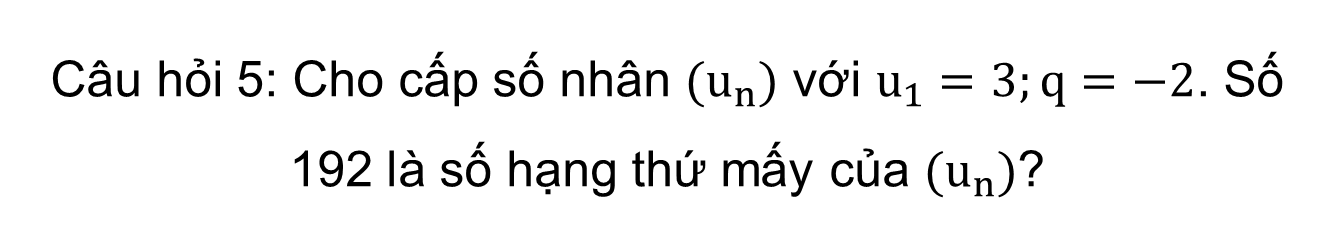 Câu hỏi 5: Cho cấp số nhân (uₙ) với u₁ = 3; q = −2. Số
192 là số hạng thứ mấy của (uₙ)?